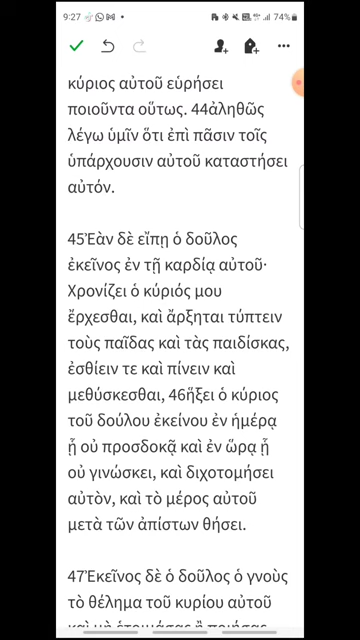 9:27
74%
κύριος αὐτοῦ εὑρήσει
ποιοῦντα οὕτως. 44ἀληθῶς
λέγω ὑμῖν ὅτι ἐπὶ πᾶσιν τοῖς
ὑπάρχουσιν αὐτοῦ καταστήσει
αὐτόν.
45Ἐὰν δὲ εἴπῃ ὁ δοῦλος
ἐκεῖνος ἐν τῇ καρδίᾳ αὐτοῦ·
Χρονίζει ὁ κύριός μου
ἔρχεσθαι, καὶ ἄρξηται τύπτειν
τοὺς παῖδας καὶ τὰς παιδίσκας,
ἐσθίειν τε καὶ πίνειν καὶ
μεθύσκεσθαι, 46ἥξει ὁ κύριος
τοῦ δούλου ἐκείνου ἐν ἡμέρᾳ
ᾗ οὐ προσδοκᾷ καὶ ἐν ὥρᾳ ᾗ
οὐ γινώσκει, καὶ διχοτομήσει
αὐτὸν, καὶ τὸ μέρος αὐτοῦ
μετὰ τῶν ἀπίστων θήσει.
47Ἐκεῖνος δὲ ὁ δοῦλος ὁ γνοὺς
τὸ θέλημα τοῦ κυρίου αὐτοῦ
καὶ μὴ ἑτοιμάσας ἢ ποιήσας